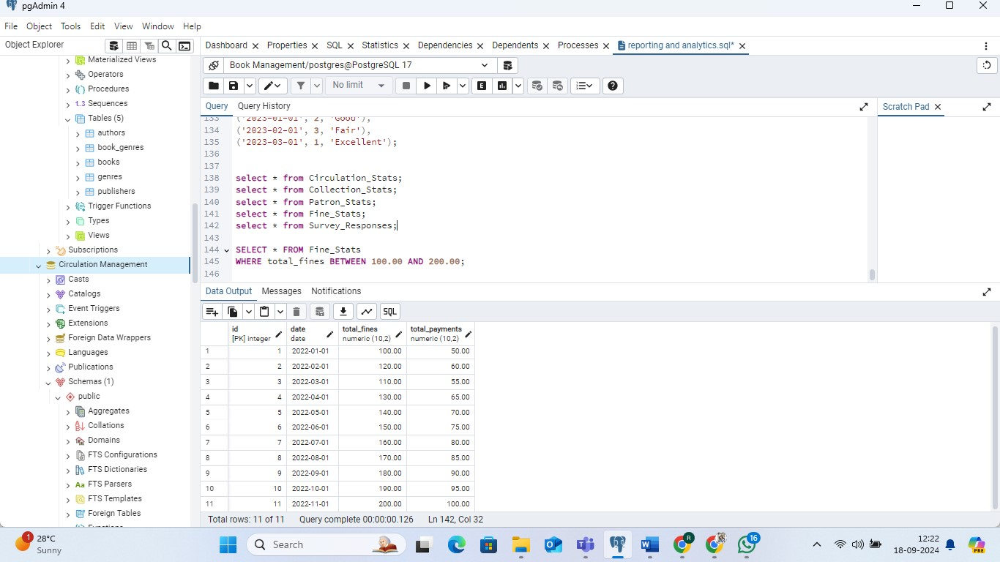 pgAdmin 4
File Object Tools Edit View Window Help
Object Explorer
Dashboard Properties SQL Statistics Dependencies Dependents Processes reporting and analytics.sql*
Book Management/postgres@PostgreSQL 17
No limit
E
Query Query History
Scratch Pad
Materialized Views
Operators
Procedures
1..3 Sequences
Tables (5)
authors
book_genres
books
genres
publishers
Trigger Functions
Types
Views
Subscriptions
Circulation Management
Casts
Catalogs
Event Triggers
Extensions
Foreign Data Wrappers
Languages
Publications
Schemas (1)
public
Aggregates
Collations
Domains
FTS Configurations
FTS Dictionaries
Aa FTS Parsers
FTS Templates
Foreign Tables
Functions
133 ('2023-01-01', 2, 'Good'),
134 ('2023-02-01', 3, 'Fair'),
135 ('2023-03-01', 1, 'Excellent');
136
137
138 select * from Circulation_Stats;
139 select * from Collection_Stats;
140 select * from Patron_Stats;
141 select * from Fine_Stats;
142 select * from Survey_Responses;
143
144 SELECT * FROM Fine_Stats
145 WHERE total_fines BETWEEN 100.00 AND 200.00;
146
Data Output Messages Notifications
SQL
id date total_fines total_payments
[PK] integer date numeric (10,2) numeric (10,2)
1 1 2022-01-01 100.00 50.00
2 2 2022-02-01 120.00 60.00
3 3 2022-03-01 110.00 55.00
4 4 2022-04-01 130.00 65.00
5 5 2022-05-01 140.00 70.00
6 6 2022-06-01 150.00 75.00
7 7 2022-07-01 160.00 80.00
8 8 2022-08-01 170.00 85.00
9 9 2022-09-01 180.00 90.00
10 10 2022-10-01 190.00 95.00
11 11 2022-11-01 200.00 100.00
Total rows: 11 of 11 Query complete 00:00:00.126 Ln 142, Col 32
1
28°C
Sunny
Search
W
R
16
12:22
18-09-2024
PRE